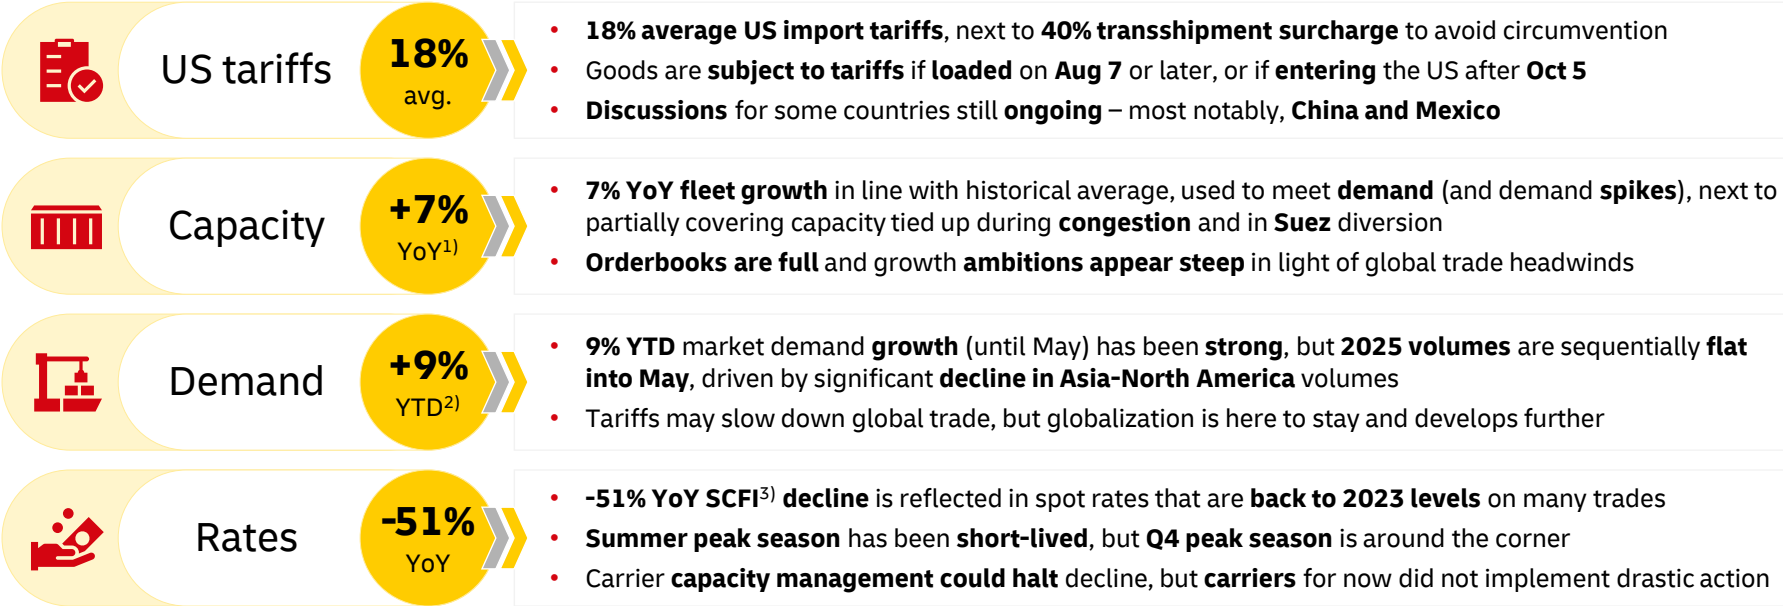 US tariffs
18%
avg.
• 18% average US import tariffs, next to 40% transshipment surcharge to avoid circumvention
• Goods are subject to tariffs if loaded on Aug 7 or later, or if entering the US after Oct 5
• Discussions for some countries still ongoing – most notably, China and Mexico
Capacity
+7%
YoY1)
• 7% YoY fleet growth in line with historical average, used to meet demand (and demand spikes), next to
partially covering capacity tied up during congestion and in Suez diversion
• Orderbooks are full and growth ambitions appear steep in light of global trade headwinds
Demand
+9%
YTD2)
• 9% YTD market demand growth (until May) has been strong, but 2025 volumes are sequentially flat
into May, driven by significant decline in Asia-North America volumes
• Tariffs may slow down global trade, but globalization is here to stay and develops further
Rates
-51%
YoY
• -51% YoY SCFI3) decline is reflected in spot rates that are back to 2023 levels on many trades
• Summer peak season has been short-lived, but Q4 peak season is around the corner
• Carrier capacity management could halt decline, but carriers for now did not implement drastic action